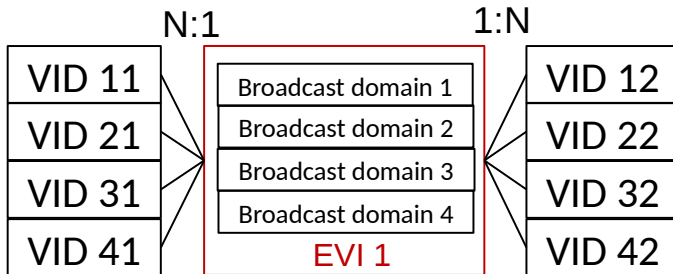 N:1
1:N
VID 11
VID 21
VID 31
VID 41
Broadcast domain 1
Broadcast domain 2
Broadcast domain 3
Broadcast domain 4
EVI 1
VID 12
VID 22
VID 32
VID 42